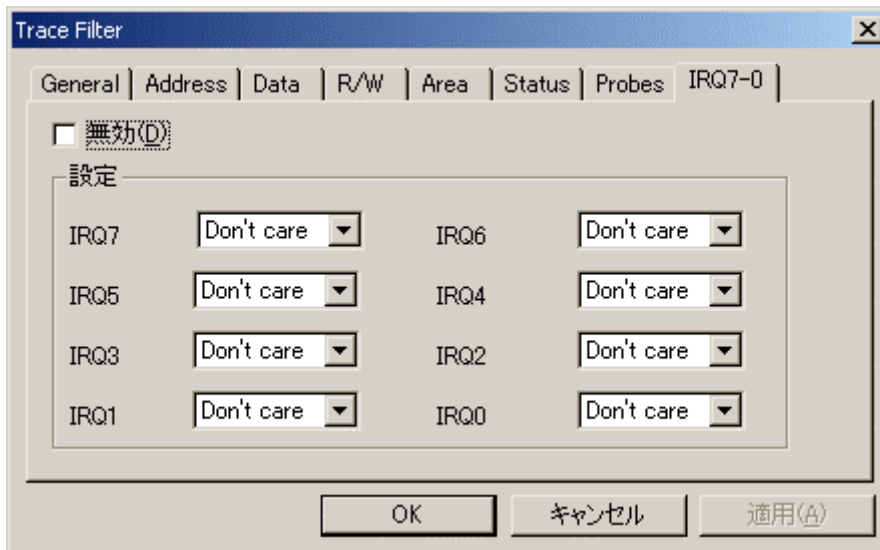 Trace Filter
General Address Data R/W Area Status Probes IRQ7-0
無効(D)
設定
IRQ7 Don't care IRQ6 Don't care
IRQ5 Don't care IRQ4 Don't care
IRQ3 Don't care IRQ2 Don't care
IRQ1 Don't care IRQ0 Don't care
OK キャンセル 適用(A)